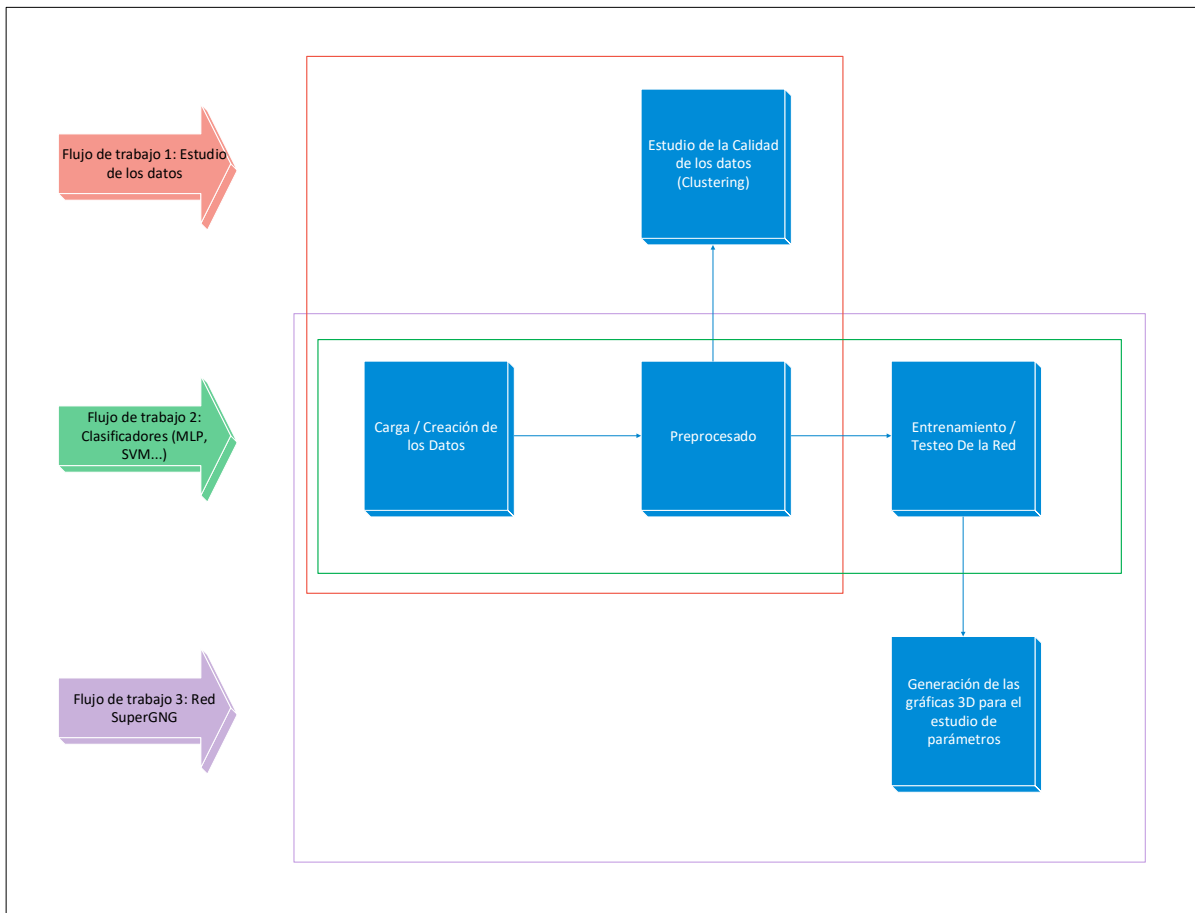 Flujo de trabajo 1: Estudio
de los datos
Estudio de la Calidad
de los datos
(Clustering)
Flujo de trabajo 2:
Clasificadores (MLP,
SVM...)
Carga / Creación de
los Datos
Preprocesado
Entrenamiento /
Testeo De la Red
Flujo de trabajo 3: Red
SuperGNG
Generación de las
gráficas 3D para el
estudio de
parámetros